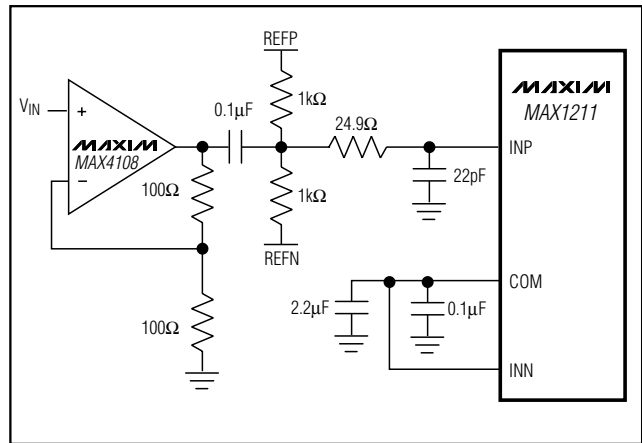 REFP
MAXIM
MAX1211
VIN
+
MAXIM
MAX4108
−
0.1µF
1kΩ
24.9Ω
INP
22pF
100Ω
1kΩ
REFN
COM
2.2µF
0.1µF
100Ω
INN